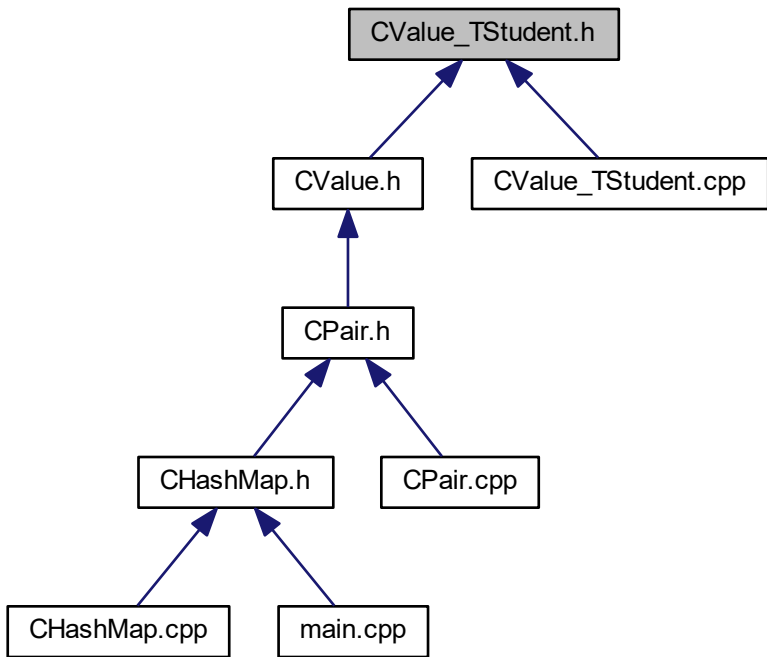 CValue_TStudent.h
CValue.h
CValue_TStudent.cpp
CPair.h
CHashMap.h
CPair.cpp
CHashMap.cpp
main.cpp